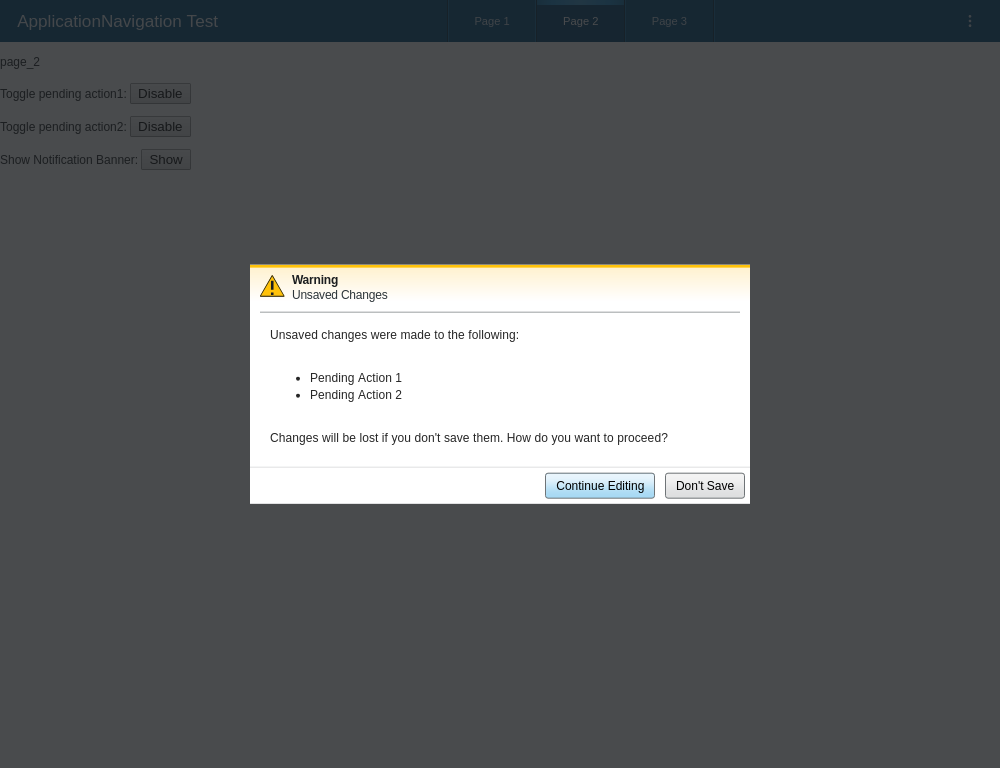 ApplicationNavigation Test
Page 1
Page 2
Page 3
page_2
Toggle pending action1: Disable
Toggle pending action2: Disable
Show Notification Banner: Show
Warning
Unsaved Changes
Unsaved changes were made to the following:
• Pending Action 1
• Pending Action 2
Changes will be lost if you don't save them. How do you want to proceed?
Continue Editing
Don't Save